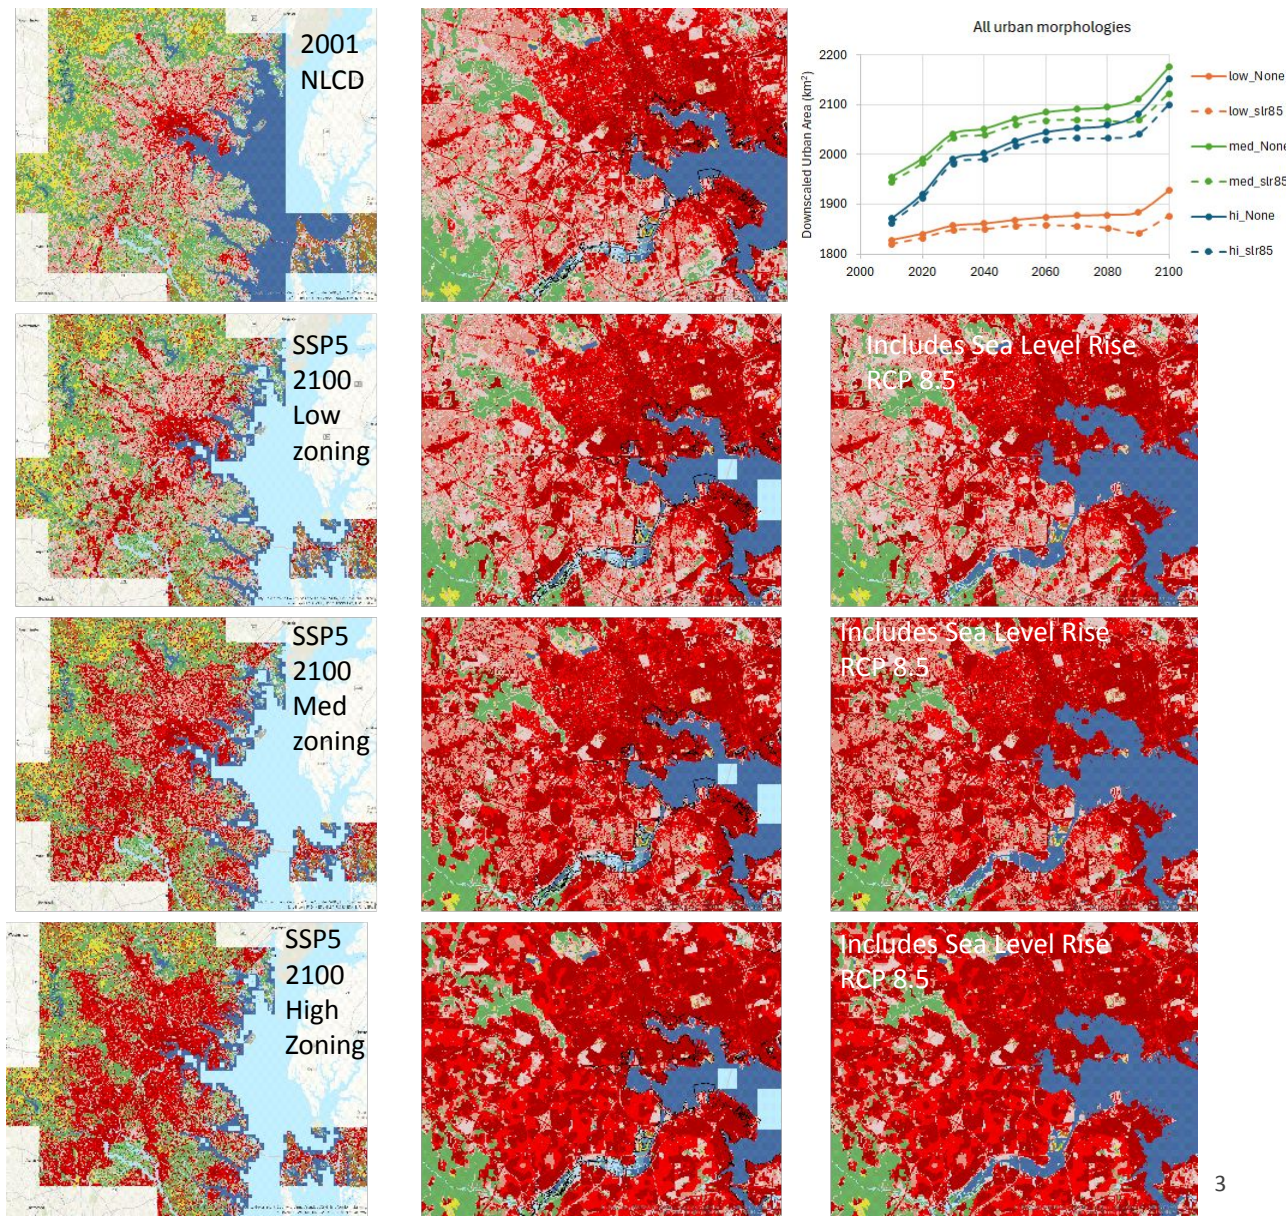 2001
NLCD
All urban morphologies
Downscaled Urban Area (km²)
2200
2100
2000
1900
1800
2000
2020
2040
2060
2080
2100
low_None
low_slr85
med_None
med_slr85
hi_None
hi_slr85
SSP5
2100
Low
zoning
Includes Sea Level Rise
RCP 8.5
SSP5
2100
Med
zoning
Includes Sea Level Rise
RCP 8.5
SSP5
2100
High
Zoning
Includes Sea Level Rise
RCP 8.5
3